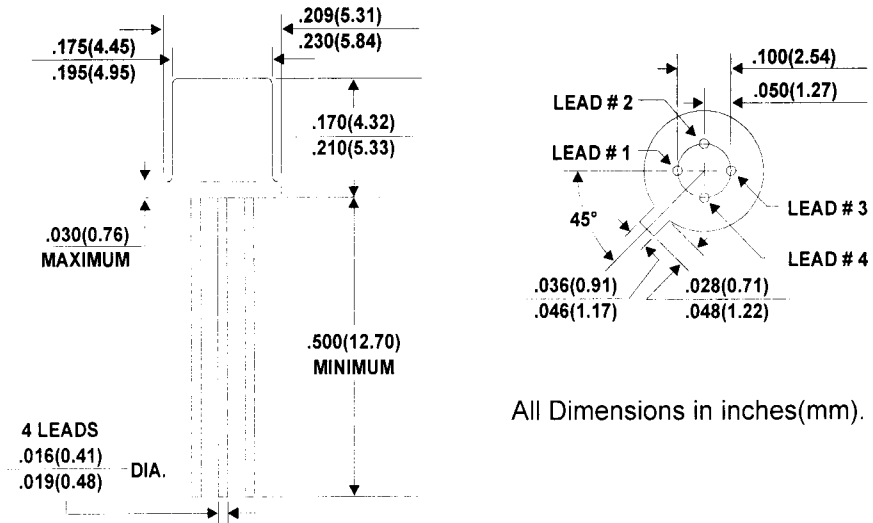 .209(5.31)
.230(5.84)
.175(4.45)
.195(4.95)
.170(4.32)
.210(5.33)
.030(0.76)
MAXIMUM
.500(12.70)
MINIMUM
4 LEADS
.016(0.41)
.019(0.48)
DIA.
.100(2.54)
.050(1.27)
LEAD # 2
LEAD # 1
LEAD # 3
LEAD # 4
45°
.036(0.91)
.046(1.17)
.028(0.71)
.048(1.22)
All Dimensions in inches(mm).